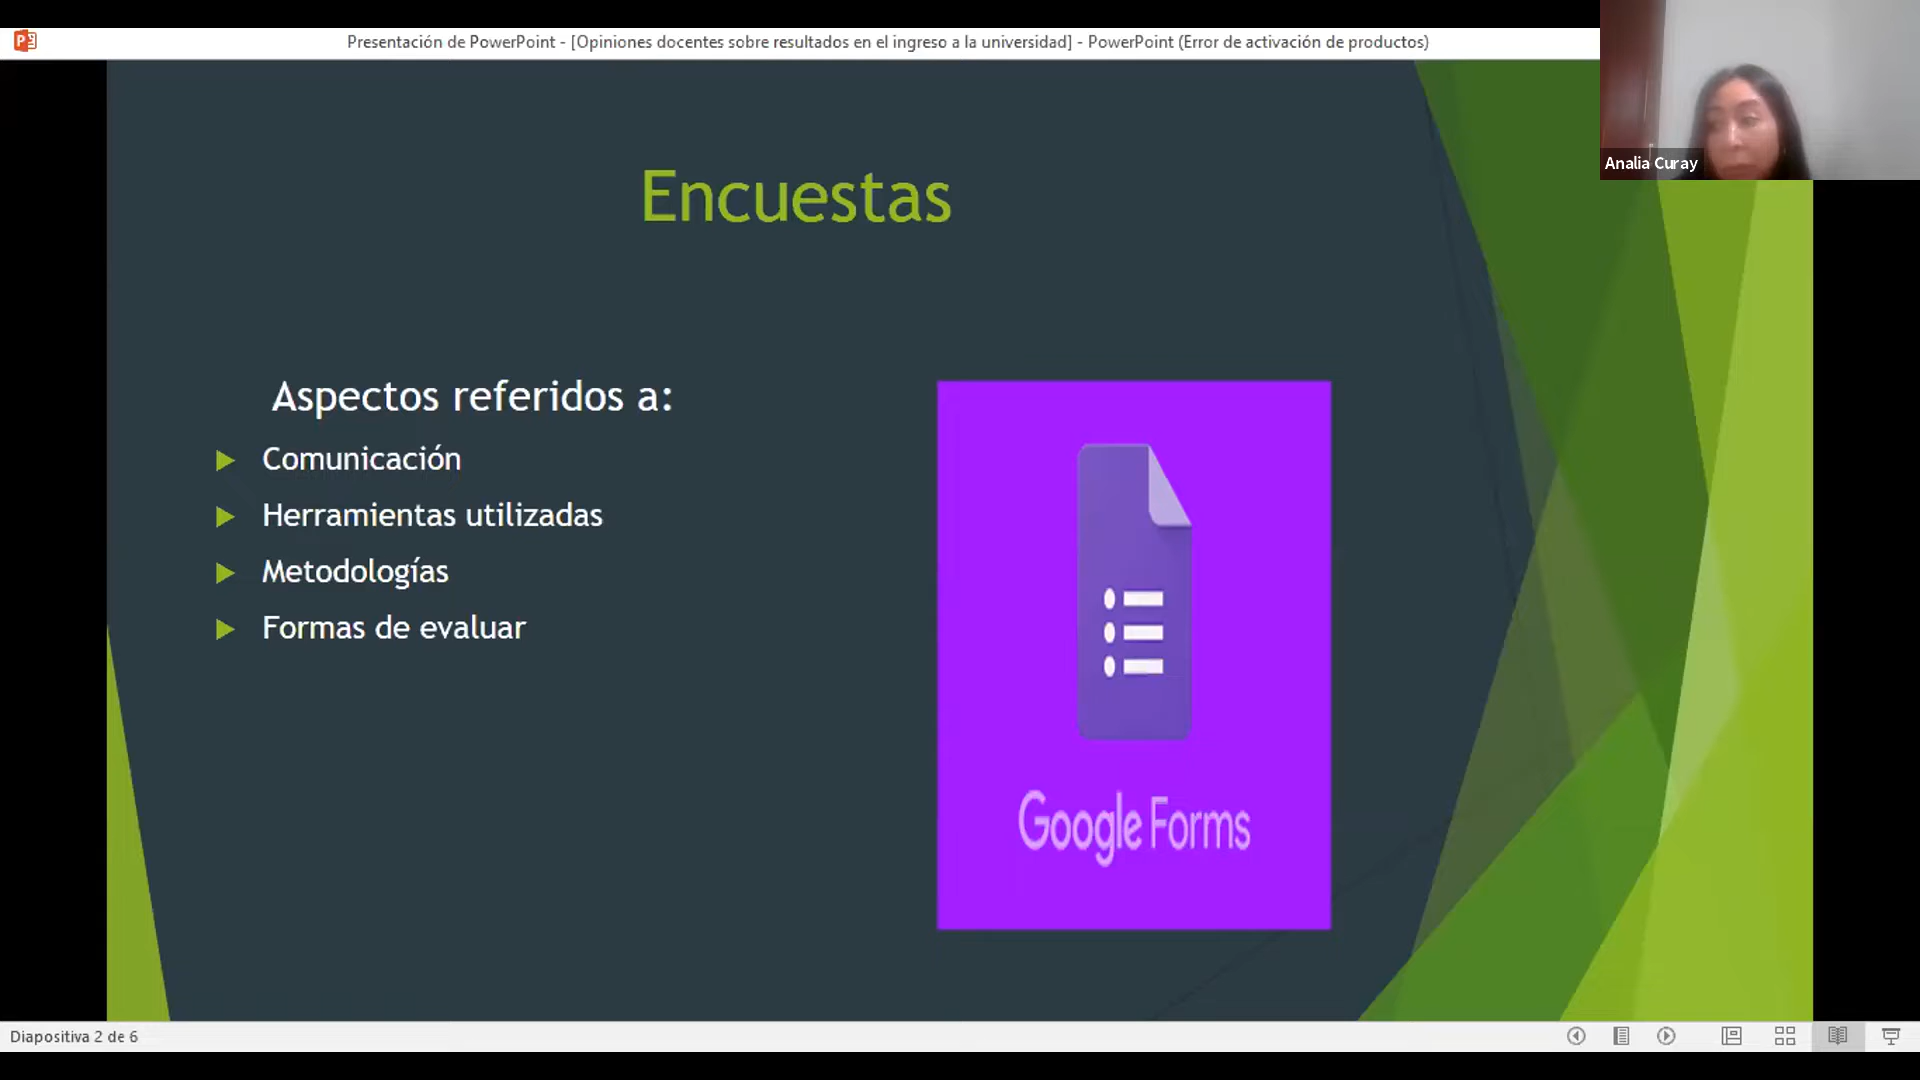 Presentación de PowerPoint - [Opiniones docentes sobre resultados en el ingreso a la universidad] - PowerPoint (Error de activación de productos)
Analia Curay
Encuestas
Aspectos referidos a:
Comunicación
Herramientas utilizadas
Metodologías
Formas de evaluar
Google Forms
Diapositiva 2 de 6